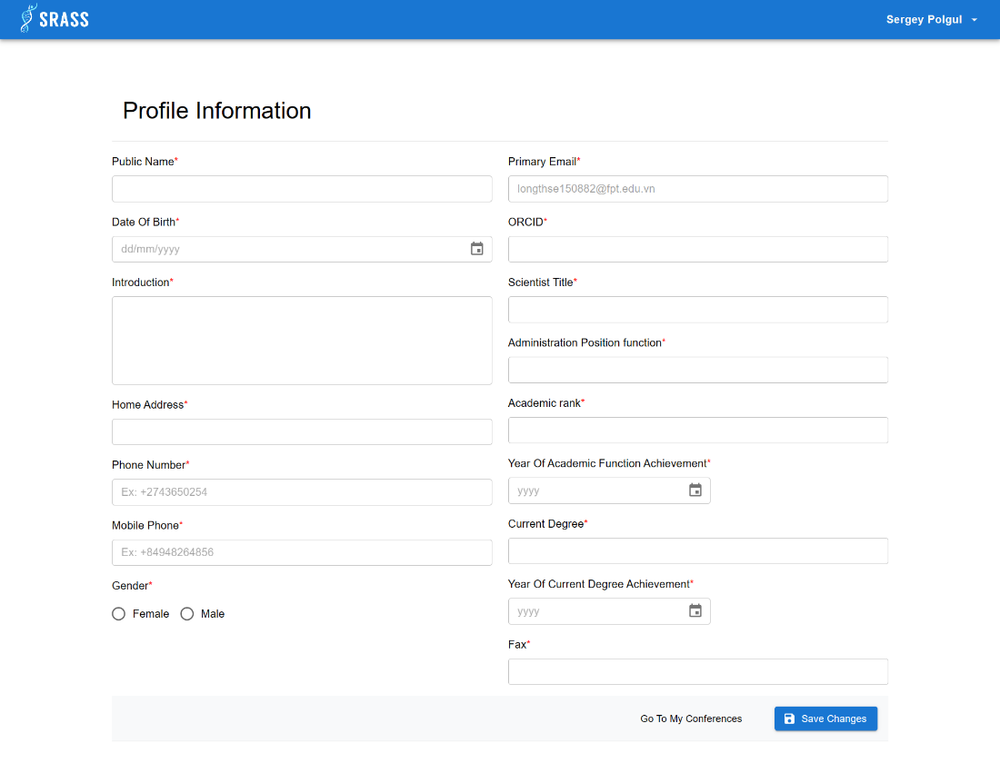 SRASS
Sergey Polgul
Profile Information
Public Name*
Primary Email*
longthse150882@fpt.edu.vn
Date Of Birth*
ORCID*
dd/mm/yyyy
Introduction*
Scientist Title*
Administration Position function*
Home Address*
Academic rank*
Phone Number*
Year Of Academic Function Achievement*
Ex: +2743650254
yyyy
Mobile Phone*
Current Degree*
Ex: +84948264856
Gender*
Year Of Current Degree Achievement*
Female Male
yyyy
Fax*
Go To My Conferences
Save Changes